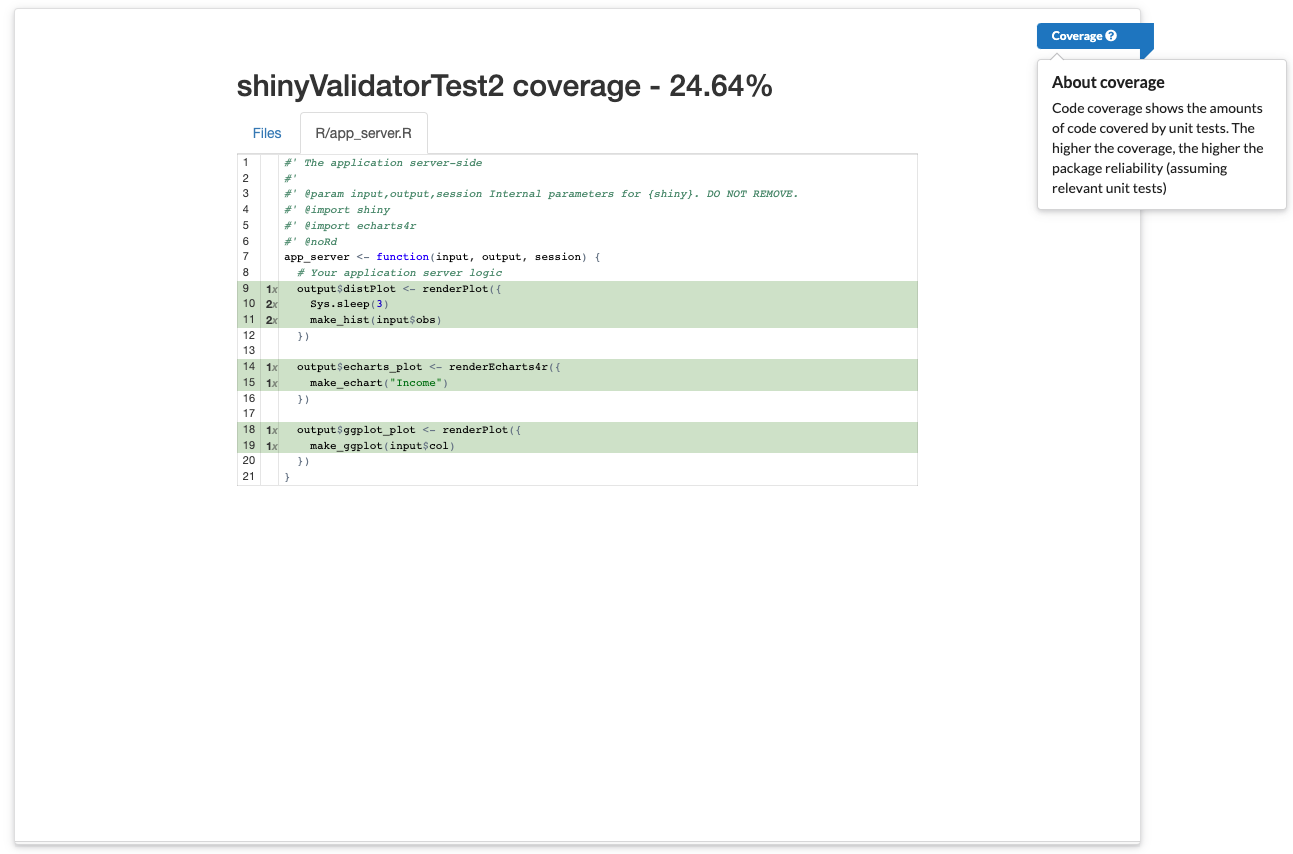 Coverage
About coverage
Code coverage shows the amounts
of code covered by unit tests. The
higher the coverage, the higher the
package reliability (assuming
relevant unit tests)
shinyValidatorTest2 coverage - 24.64%
Files R/app_server.R
1 #' The application server-side
2 #'
3 #' @param input,output,session Internal parameters for {shiny}. DO NOT REMOVE.
4 #' @import shiny
5 #' @import echarts4r
6 #' @noRd
7 app_server <- function(input, output, session) {
8 # Your application server logic
9 1x output$distPlot <- renderPlot({
10 2x Sys.sleep(3)
11 2x make_hist(input$obs)
12 })
13
14 1x output$echarts_plot <- renderEcharts4r({
15 1x make_echart("Income")
16 })
17
18 1x output$ggplot_plot <- renderPlot({
19 1x make_ggplot(input$col)
20 })
21 }